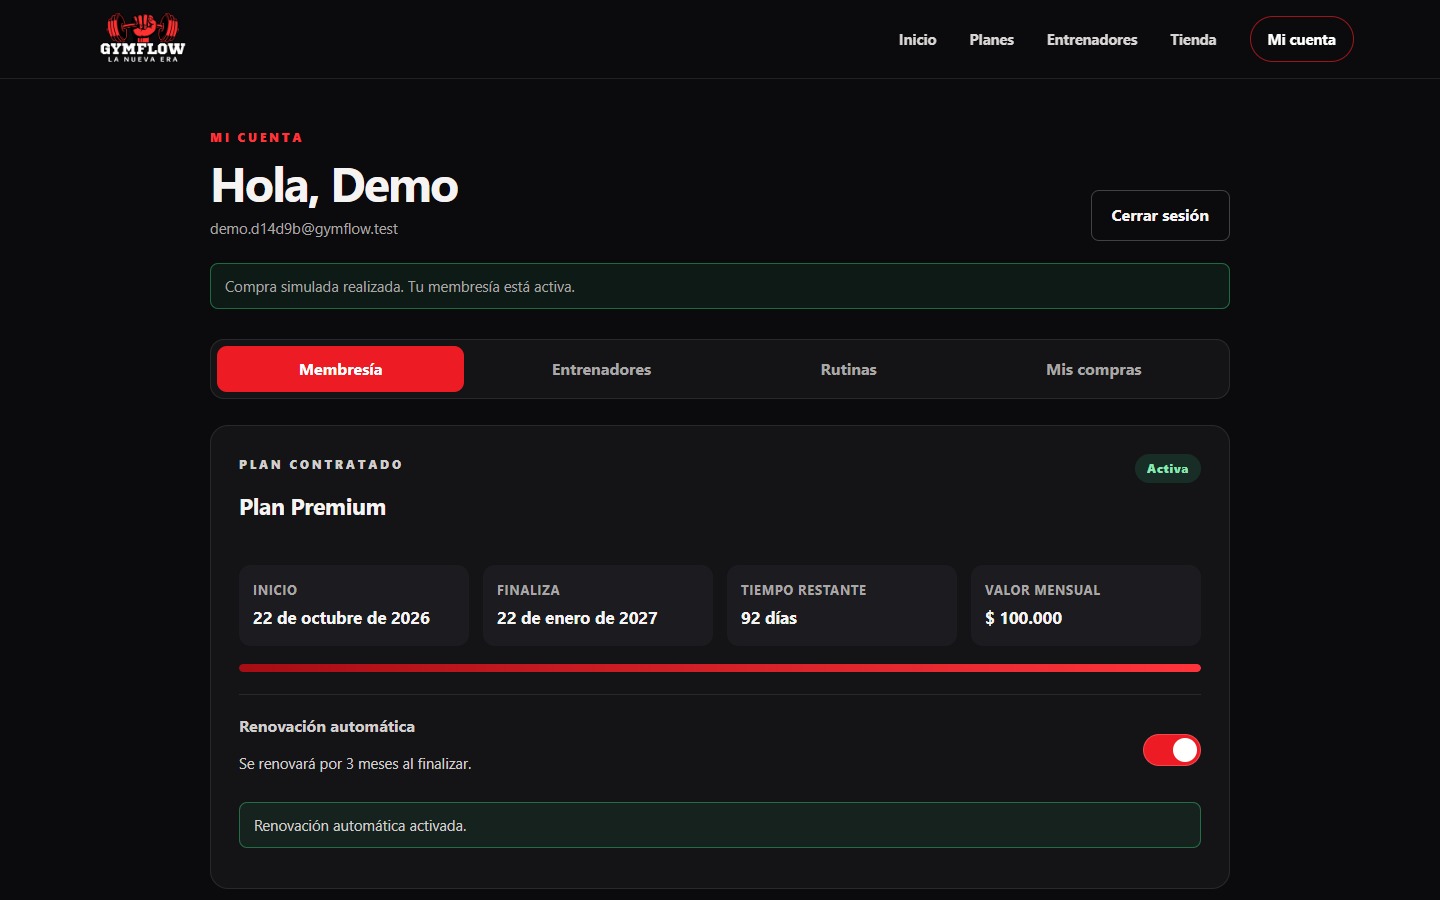 GYMFLOW
LA NUEVA ERA
Inicio
Planes
Entrenadores
Tienda
Mi cuenta
MI CUENTA
Hola, Demo
demo.d14d9b@gymflow.test
Cerrar sesión
Compra simulada realizada. Tu membresía está activa.
Membresía
Entrenadores
Rutinas
Mis compras
PLAN CONTRATADO
Activa
Plan Premium
INICIO
22 de octubre de 2026
FINALIZA
22 de enero de 2027
TIEMPO RESTANTE
92 días
VALOR MENSUAL
$ 100.000
Renovación automática
Se renovará por 3 meses al finalizar.
Renovación automática activada.